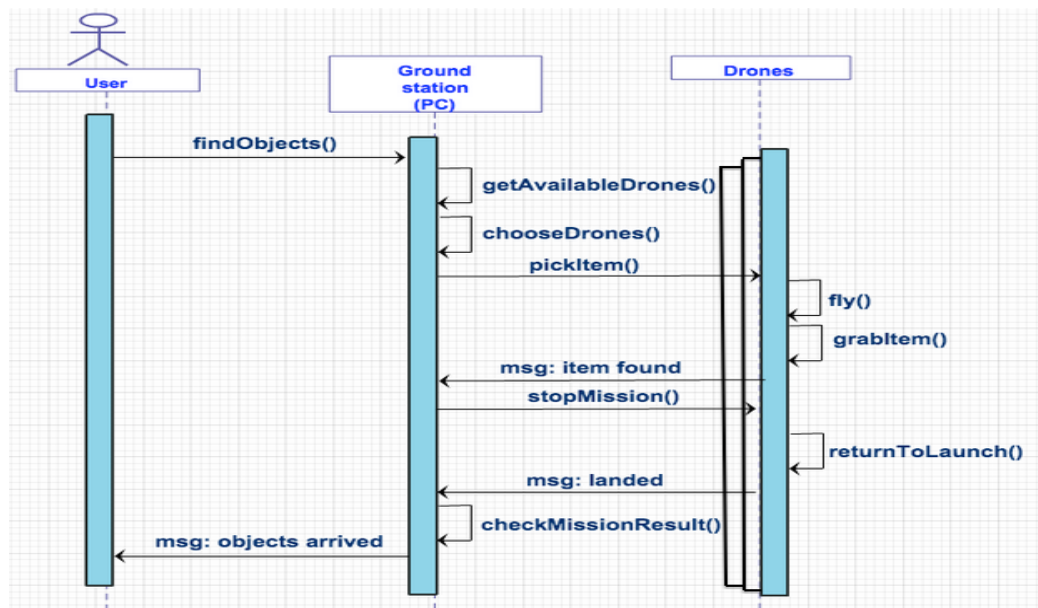 User
Ground
station
(PC)
Drones
findObjects()
getAvailableDrones()
chooseDrones()
pickItem()
fly()
grabItem()
msg: item found
stopMission()
returnToLaunch()
msg: landed
checkMissionResult()
msg: objects arrived